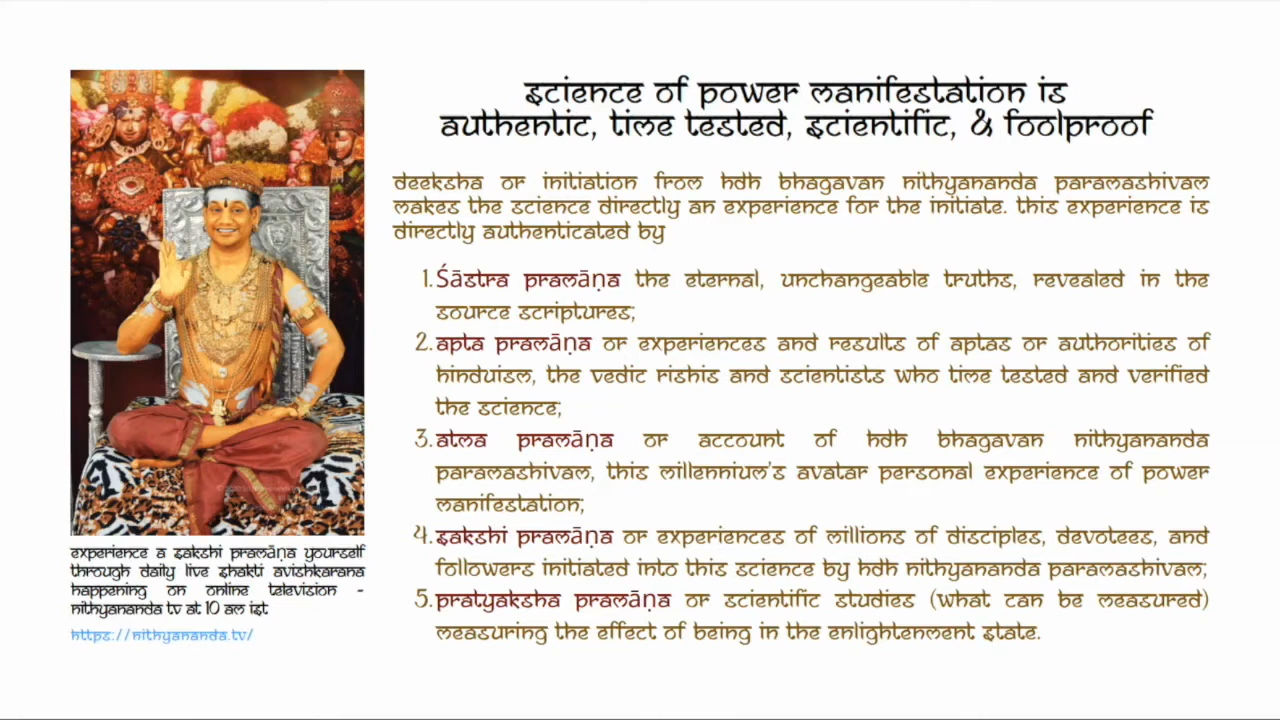 science of power manifestation is
authentic, time tested, scientific, & foolproof
deeksha or initiation from hdh bhagavan nithyananda paramashivam
makes the science directly an experience for the initiate. this experience is
directly authenticated by
1. Śāstra pramāṇa the eternal, unchangeable truths, revealed in the
source scriptures;
2. apta pramāṇa or experiences and results of aptas or authorities of
hinduism, the vedic rishis and scientists who time tested and verified
the science;
3. atma pramāṇa or account of hdh bhagavan nithyananda
paramashivam, this millennium's avatar personal experience of power
manifestation;
4. sakshi pramāṇa or experiences of millions of disciples, devotees, and
followers initiated into this science by hdh nithyananda paramashivam;
5. pratyaksha pramāṇa or scientific studies (what can be measured)
measuring the effect of being in the enlightenment state.
experience a sakshi pramāṇa yourself
through daily live shakti avishkarana
happening on online television -
nithyananda tv at 10 am ist
https://nithyananda.tv/